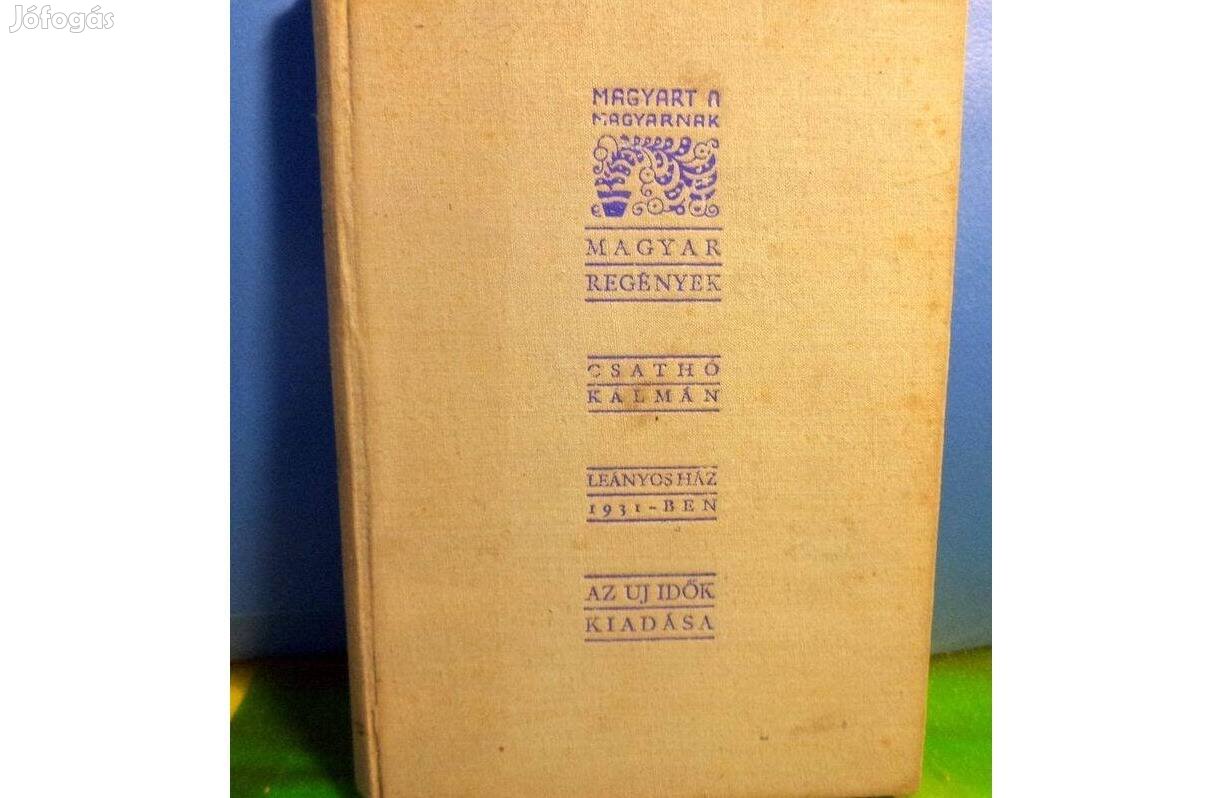 Jófogás
MAGYART A
MAGYARNAK
MAGYAR
REGÉNYEK
CSATHÓ
KÁLMÁN
LEÁNYOS HÁZ
1931-BEN
AZ UJ IDŐK
KIADÁSA